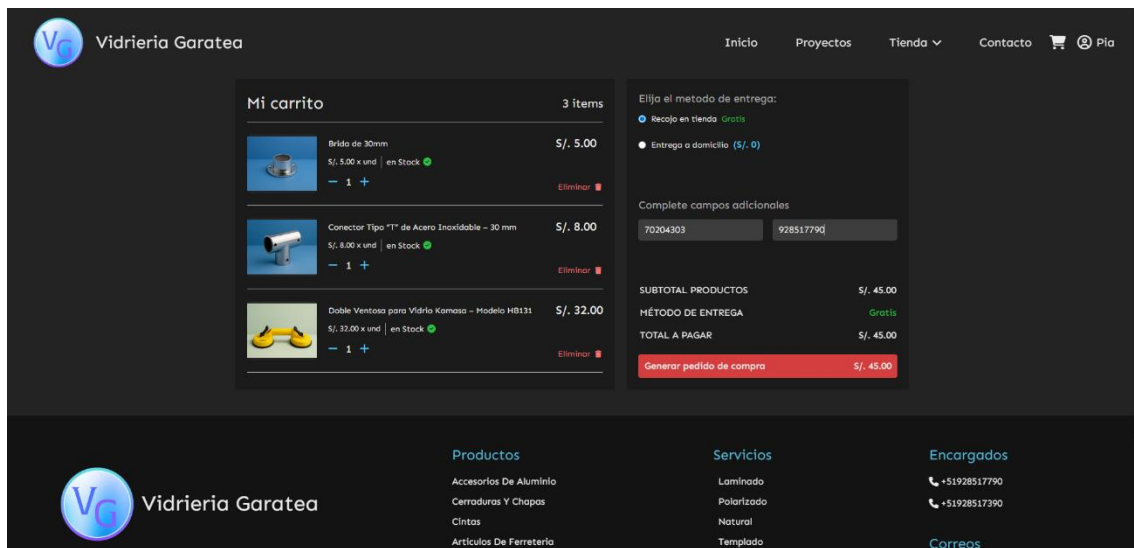 VG Vidrieria Garatea
Inicio Proyectos Tienda Contacto Pia
Mi carrito 3 items
Brida de 30mm S/. 5.00
S/. 5.00 x und | en Stock
− 1 +
Eliminar
Conector Tipo "T" de Acero Inoxidable – 30 mm S/. 8.00
S/. 8.00 x und | en Stock
− 1 +
Eliminar
Doble Ventosa para Vidrio Kamasa – Modelo HB131 S/. 32.00
S/. 32.00 x und | en Stock
− 1 +
Eliminar
Elija el metodo de entrega:
Recojo en tienda Gratis
Entrega a domicilio (S/. 0)
Complete campos adicionales
70204303 928517790
SUBTOTAL PRODUCTOS S/. 45.00
MÉTODO DE ENTREGA Gratis
TOTAL A PAGAR S/. 45.00
Generar pedido de compra S/. 45.00
VG Vidrieria Garatea
Productos
Accesorios De Aluminio
Cerraduras Y Chapas
Cintas
Articulos De Ferreteria
Servicios
Laminado
Polarizado
Natural
Templado
Encargados
+51928517790
+51928517390
Correos